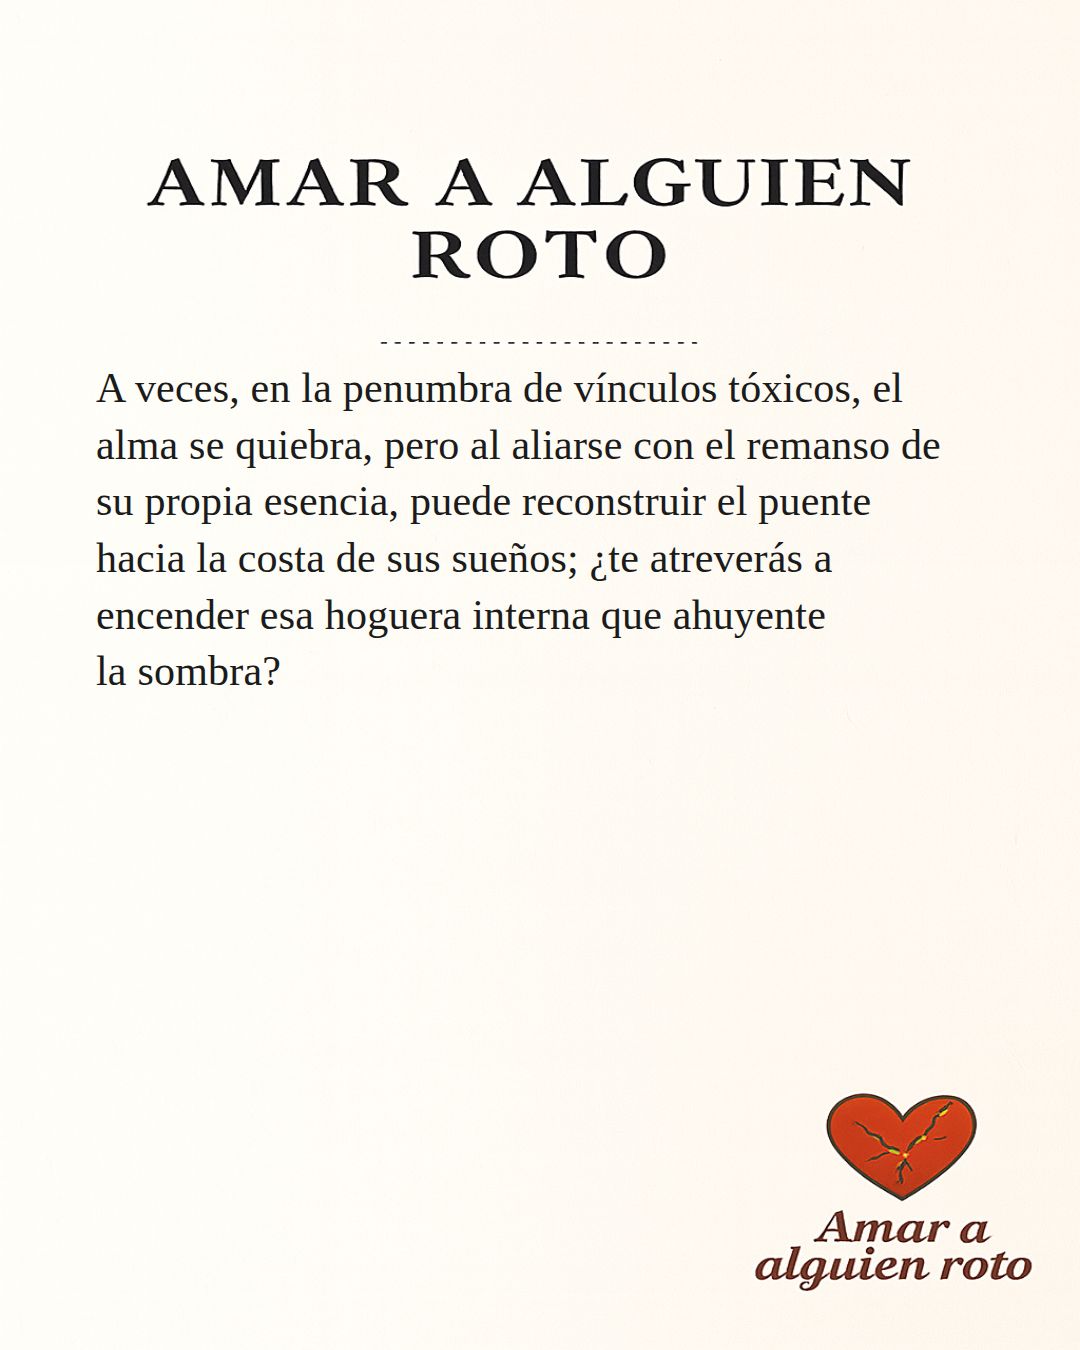 AMAR A ALGUIEN
ROTO
----------------------
A veces, en la penumbra de vínculos tóxicos, el
alma se quiebra, pero al aliarse con el remanso de
su propia esencia, puede reconstruir el puente
hacia la costa de sus sueños; ¿te atreverás a
encender esa hoguera interna que ahuyente
la sombra?
Amar a
alguien roto